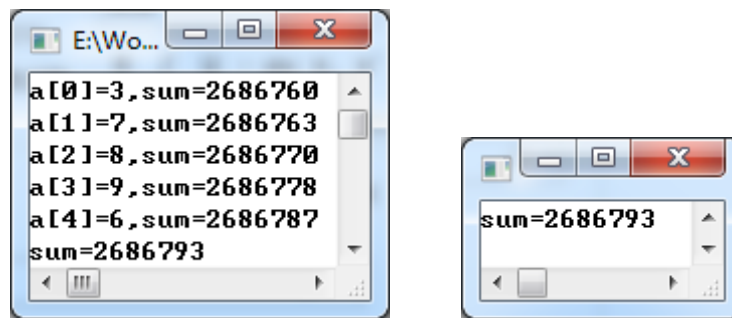 E:\Wo...
a[0]=3,sum=2686760
a[1]=7,sum=2686763
a[2]=8,sum=2686770
a[3]=9,sum=2686778
a[4]=6,sum=2686787
sum=2686793
sum=2686793